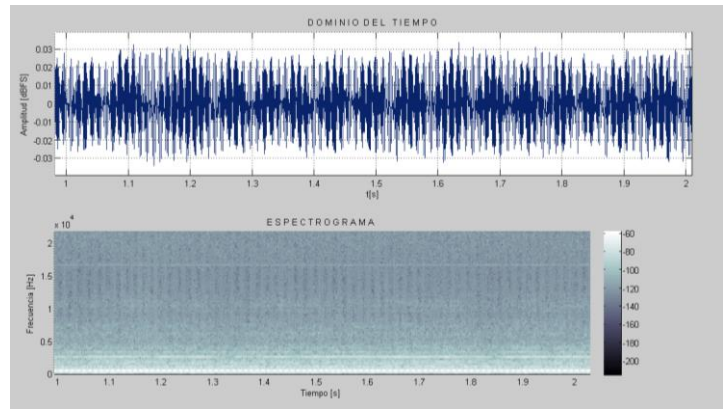 DOMINIO DEL TIEMPO
0.03
0.02
0.01
0
-0.01
-0.02
-0.03
Amplitud [dBFS]
1 1.1 1.2 1.3 1.4 1.5 1.6 1.7 1.8 1.9 2
t[s]
ESPECTROGRAMA
x 10^4
2
1.5
1
0.5
0
Frecuencia [Hz]
1 1.1 1.2 1.3 1.4 1.5 1.6 1.7 1.8 1.9 2
Tiempo [s]
-60
-80
-100
-120
-140
-160
-180
-200